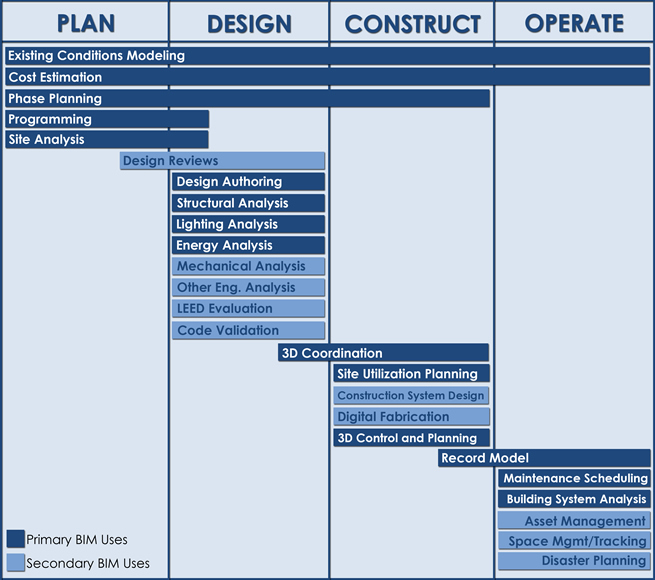 PLAN DESIGN CONSTRUCT OPERATE
Existing Conditions Modeling
Cost Estimation
Phase Planning
Programming
Site Analysis
Design Reviews
Design Authoring
Structural Analysis
Lighting Analysis
Energy Analysis
Mechanical Analysis
Other Eng. Analysis
LEED Evaluation
Code Validation
3D Coordination
Site Utilization Planning
Construction System Design
Digital Fabrication
3D Control and Planning
Record Model
Maintenance Scheduling
Building System Analysis
Asset Management
Space Mgmt/Tracking
Disaster Planning
Primary BIM Uses
Secondary BIM Uses